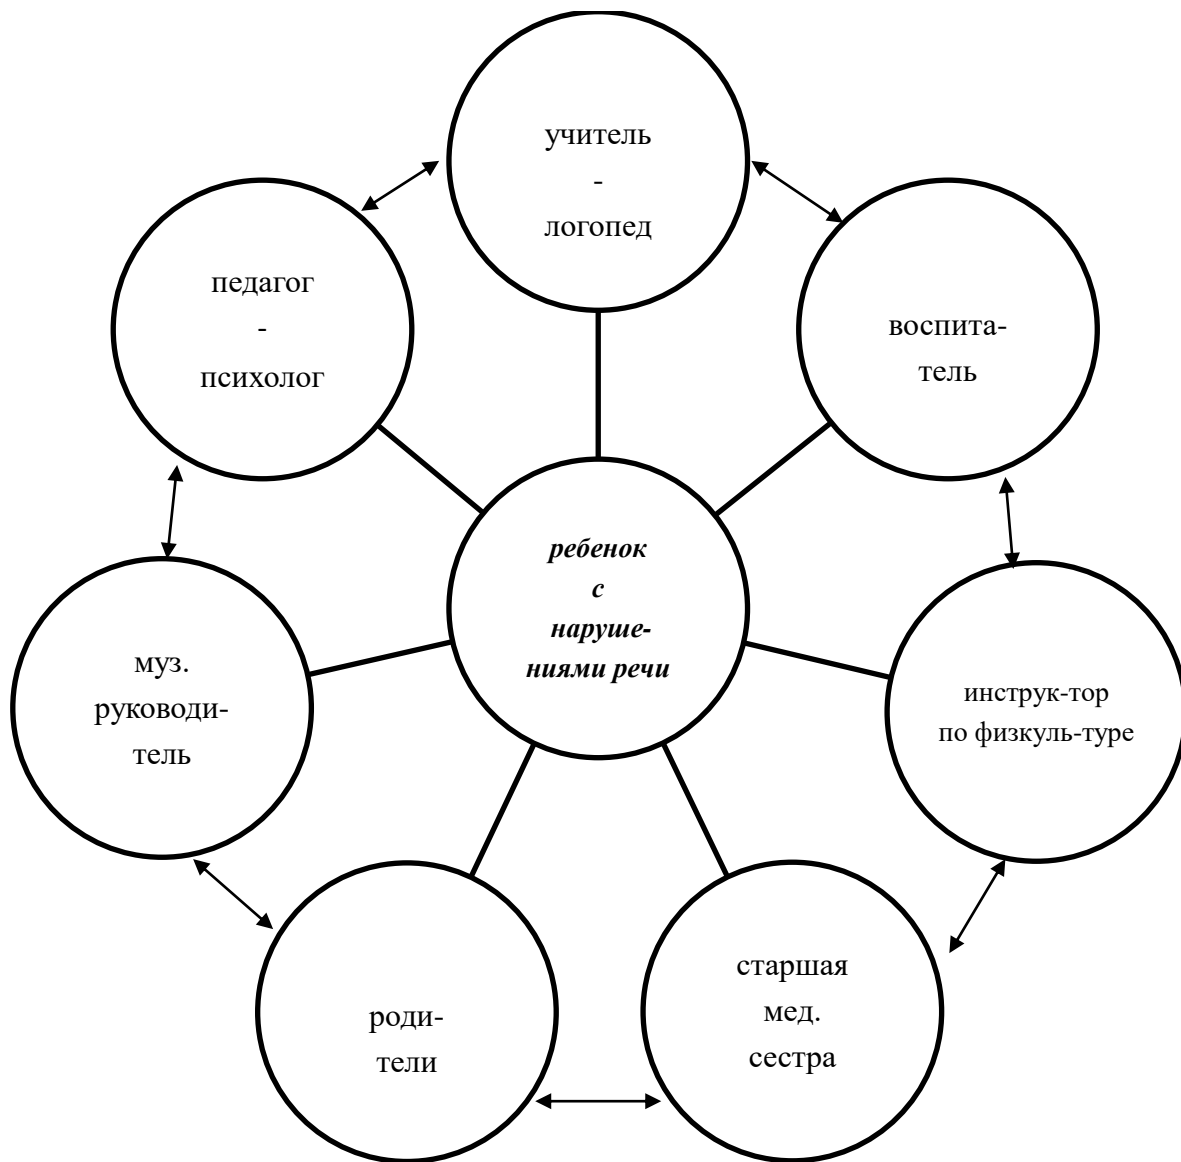 учитель
-
логопед
педагог
-
психолог
воспита-
тель
ребенок
с
наруше-
ниями речи
муз.
руководи-
тель
инструк-тор
по физкуль-туре
роди-
тели
старшая
мед.
сестра